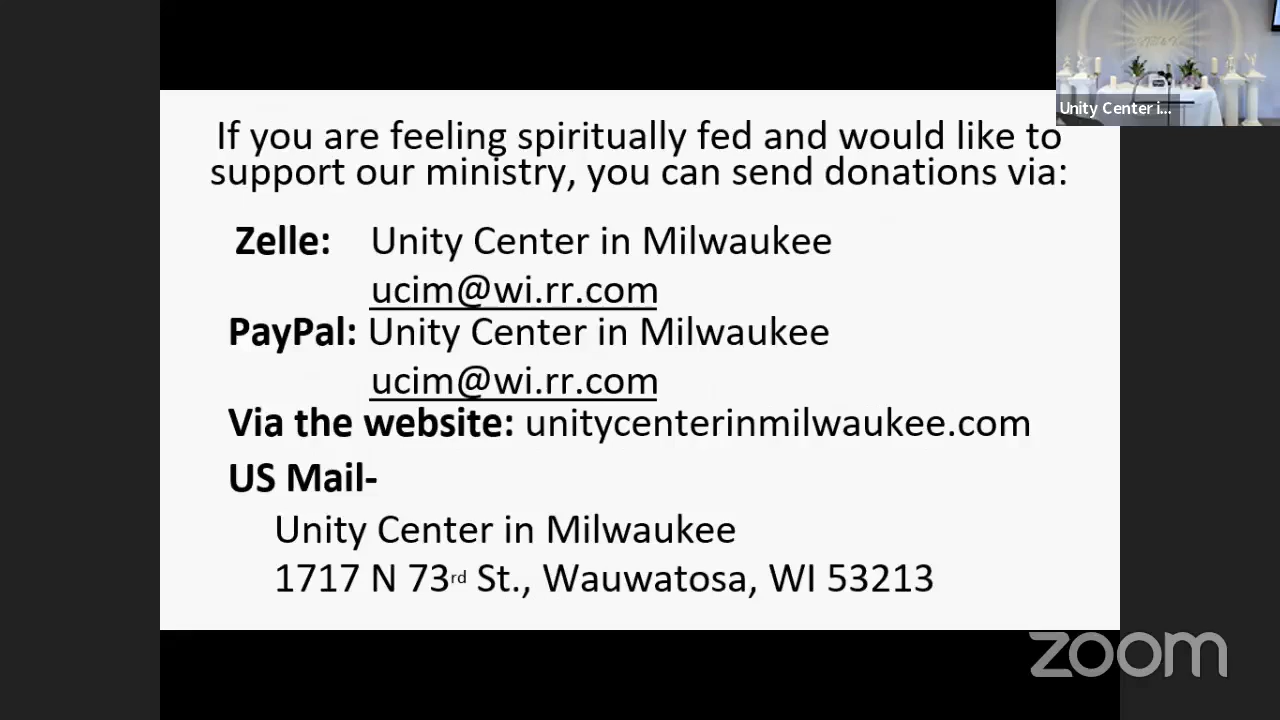 If you are feeling spiritually fed and would like to
support our ministry, you can send donations via:
Zelle: Unity Center in Milwaukee
ucim@wi.rr.com
PayPal: Unity Center in Milwaukee
ucim@wi.rr.com
Via the website: unitycenterinmilwaukee.com
US Mail-
Unity Center in Milwaukee
1717 N 73rd St., Wauwatosa, WI 53213
Unity Center i...
zoom